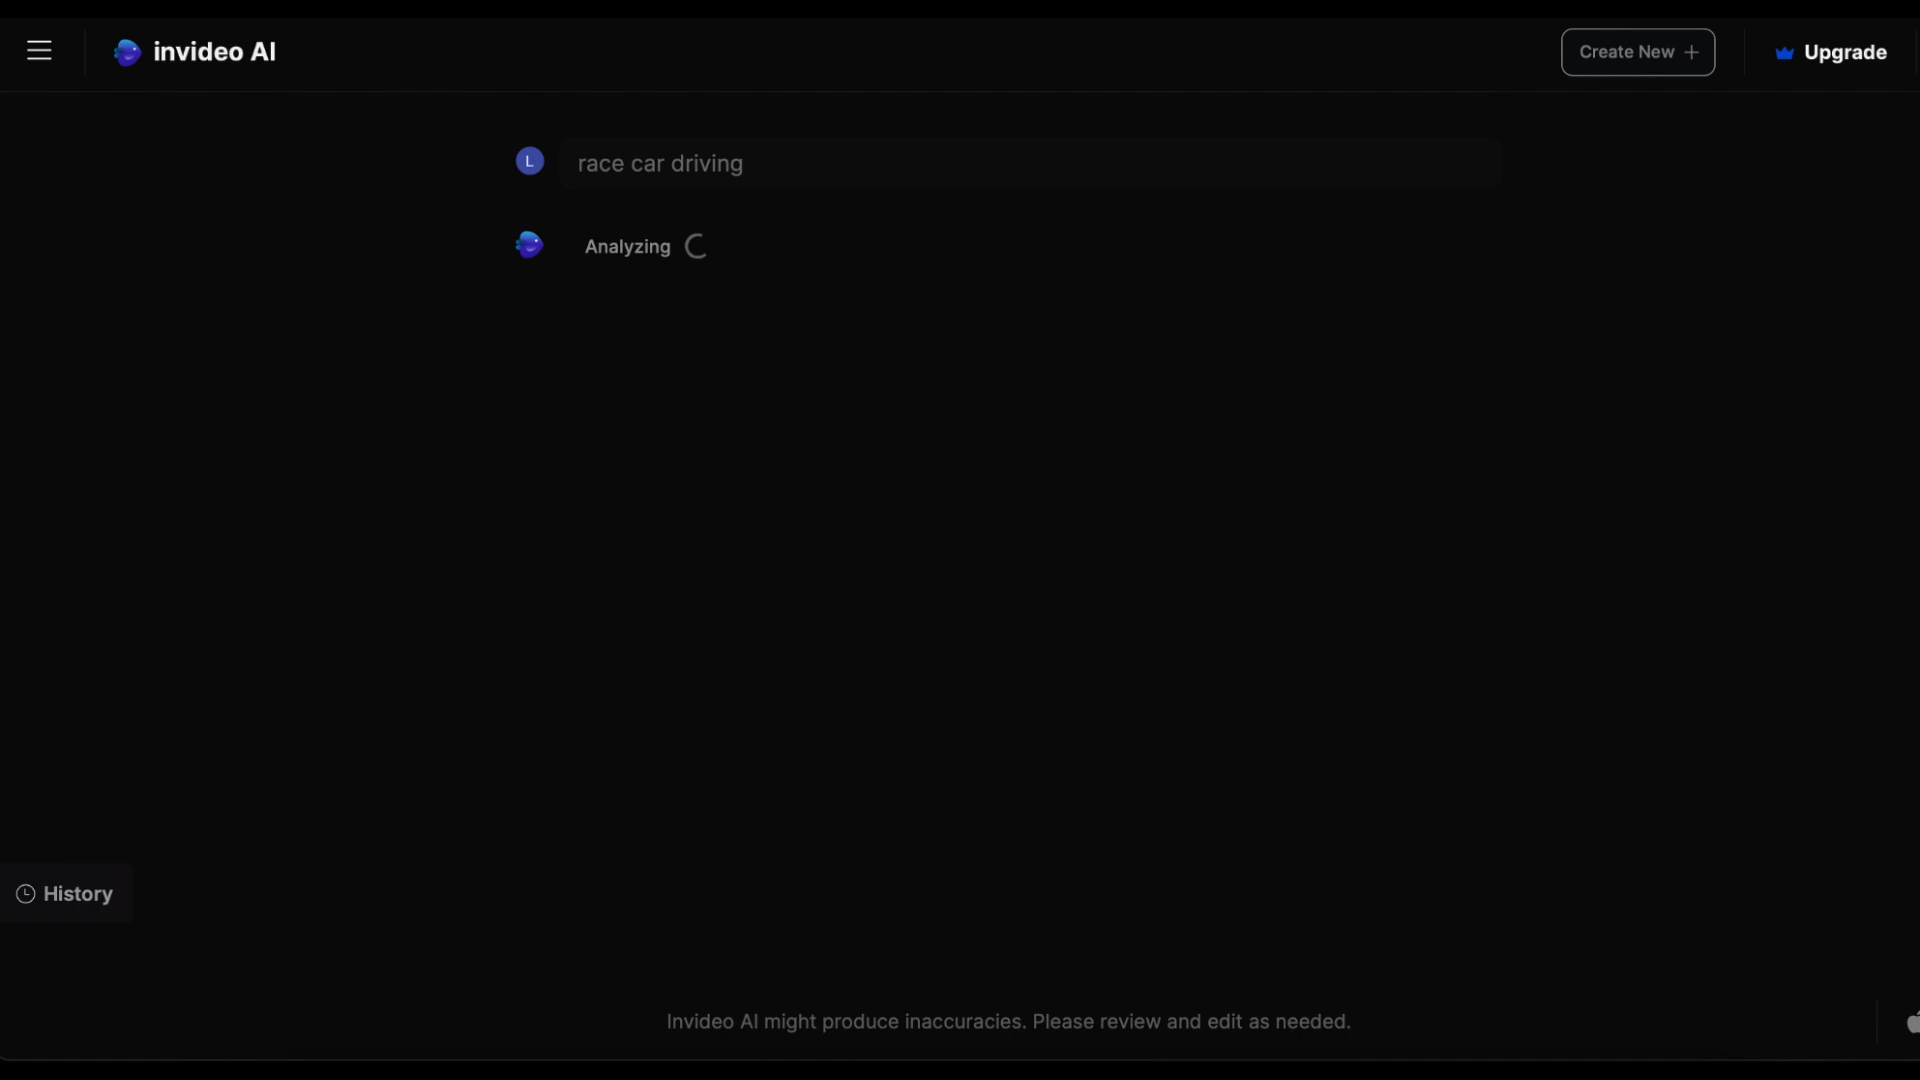 invideo AI
Create New +
Upgrade
L
race car driving
Analyzing
History
Invideo AI might produce inaccuracies. Please review and edit as needed.